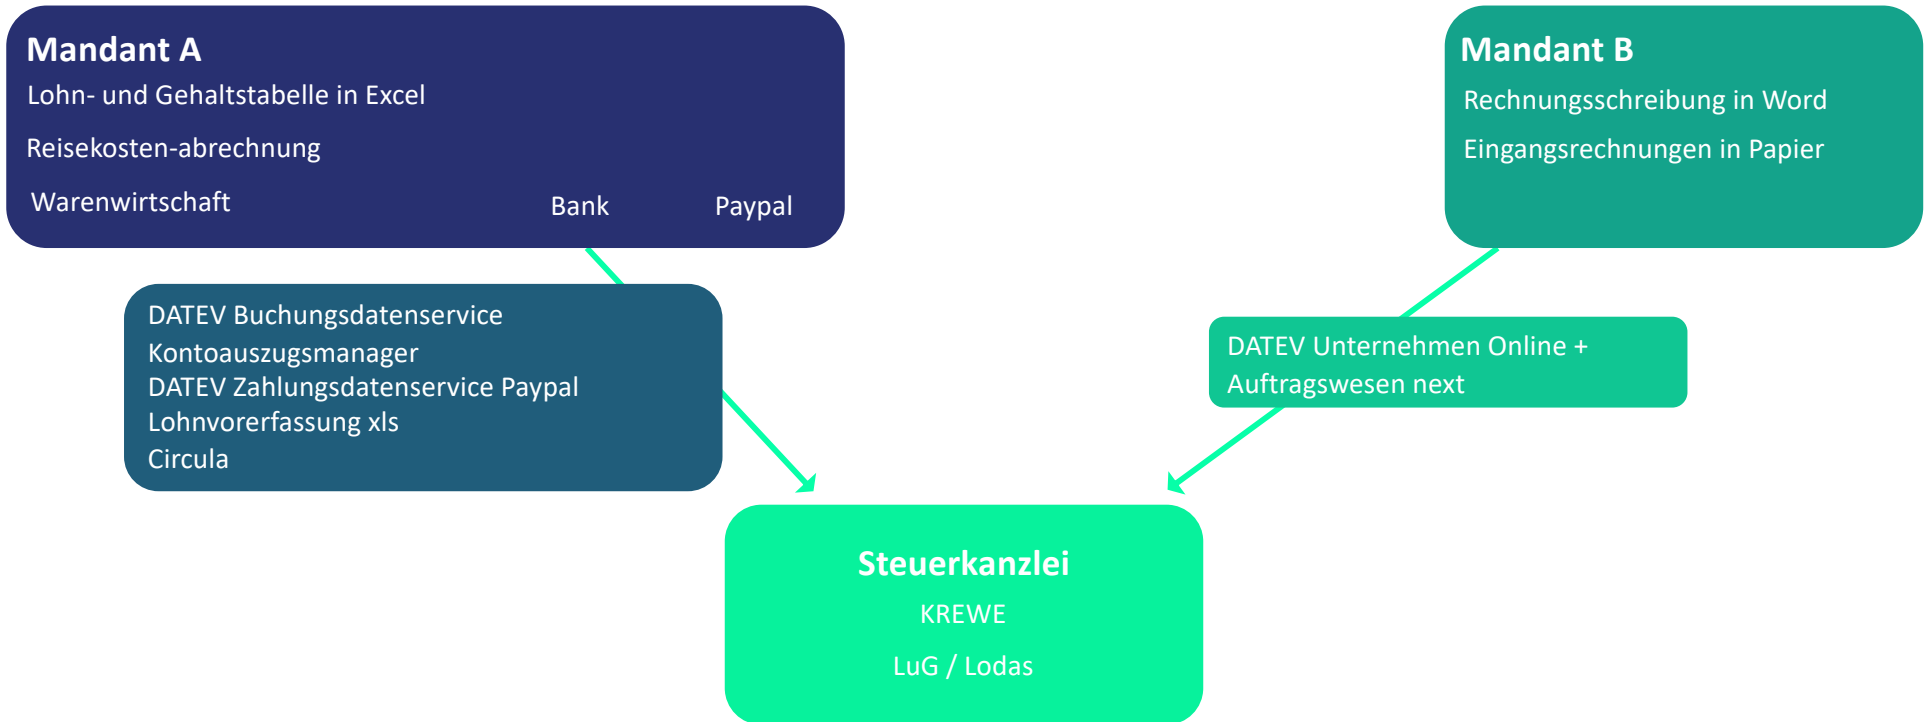 Mandant A
Lohn- und Gehaltstabelle in Excel
Reisekosten-abrechnung
Warenwirtschaft
Bank
Paypal
Mandant B
Rechnungsschreibung in Word
Eingangsrechnungen in Papier
DATEV Buchungsdatenservice
Kontoauszugsmanager
DATEV Zahlungsdatenservice Paypal
Lohnvorerfassung xls
Circula
DATEV Unternehmen Online +
Auftragswesen next
Steuerkanzlei
KREWE
LuG / Lodas